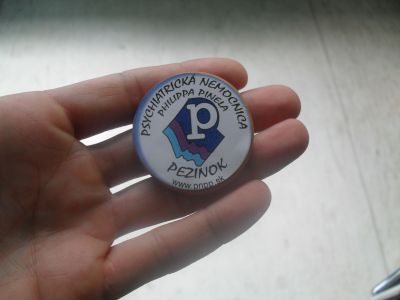 PSYCHIATRICKÁ NEMOCNICA
PHILIPPA PINELA
p
PEZINOK
www.pnpp.sk